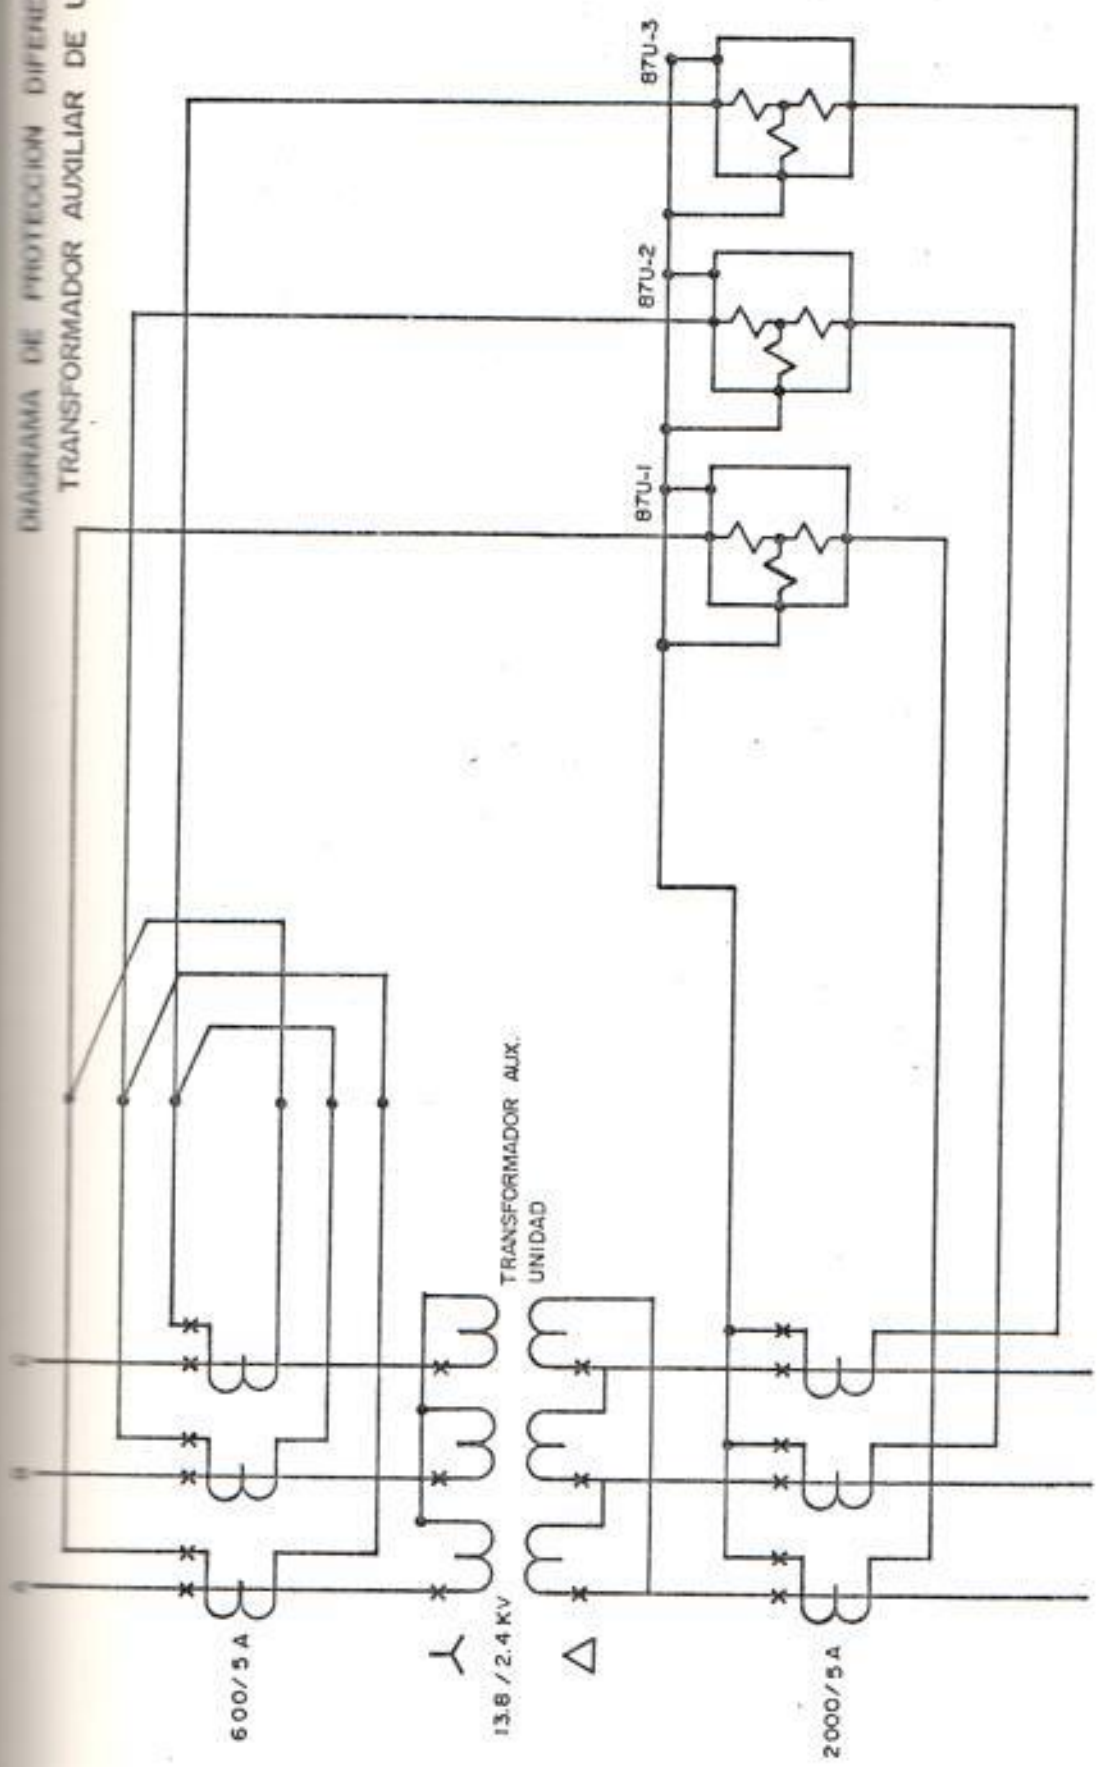 DIAGRAMA DE PROTECCION
TRANSFORMADOR AUXILIAR DE
600/5 A
13.8 / 2.4 KV
TRANSFORMADOR AUX.
UNIDAD
2000/5A
87U-1
87U-2
87U-3